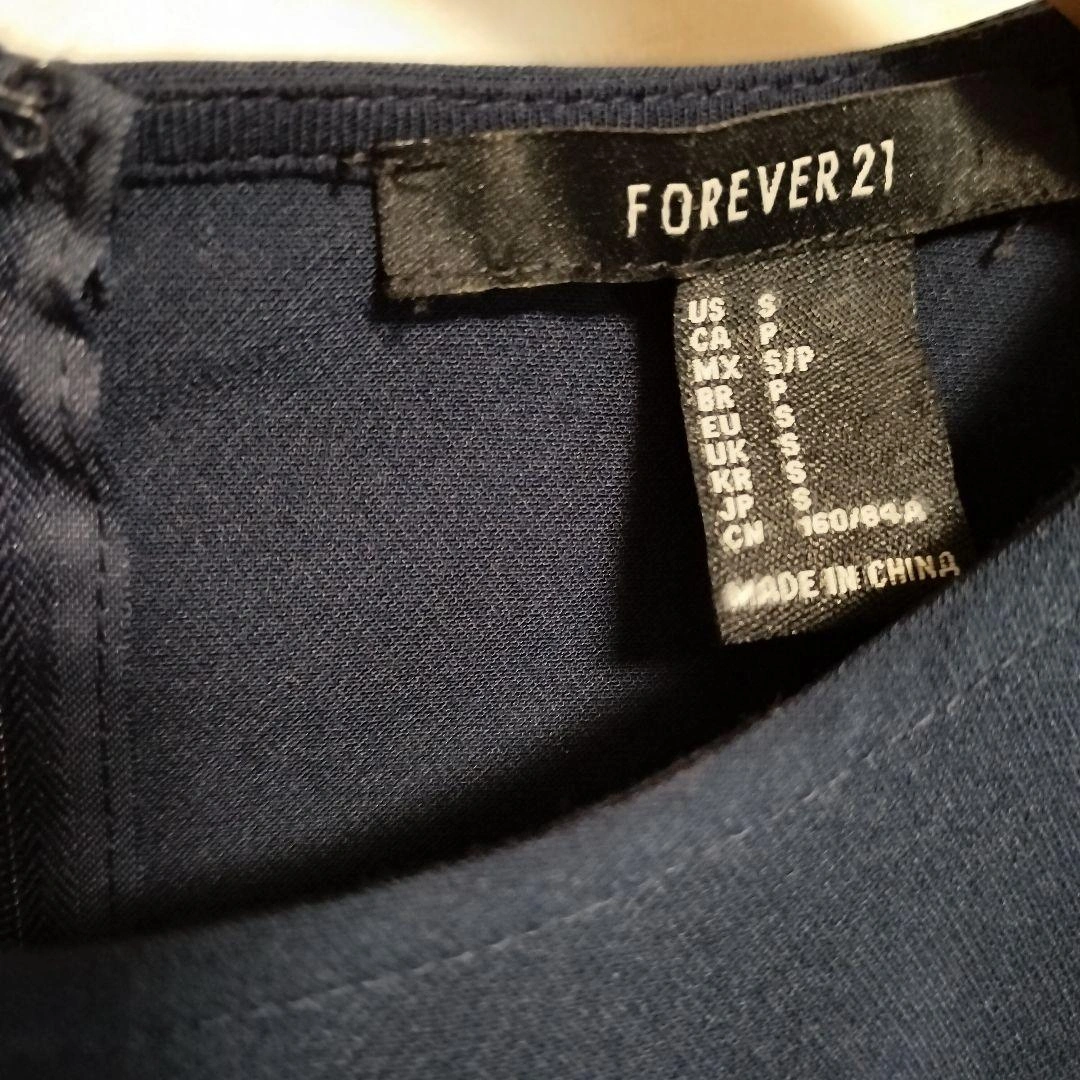 FOREVER 21
US S
CA P
MX S/P
BR P
EU S
UK S
KR S
JP S
CN 160/84A
MADE IN CHINA